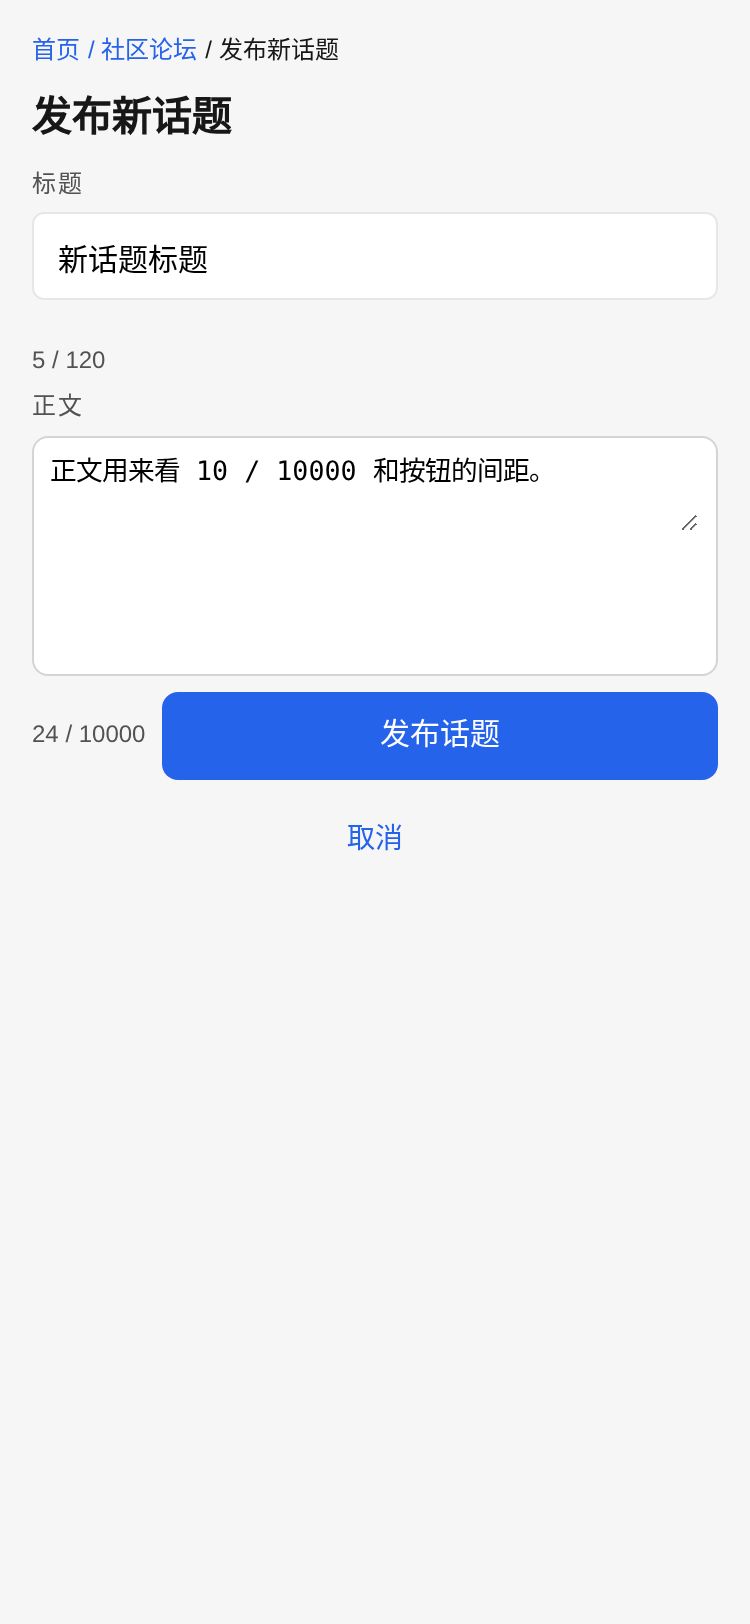 首页 / 社区论坛 / 发布新话题
发布新话题
标题
新话题标题
5 / 120
正文
正文用来看 10 / 10000 和按钮的间距。
24 / 10000
发布话题
取消